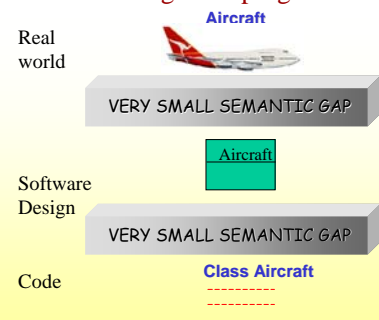 Aircraft
Real
world
VERY SMALL SEMANTIC GAP
Aircraft
Software
Design
VERY SMALL SEMANTIC GAP
Class Aircraft
Code
----------
----------